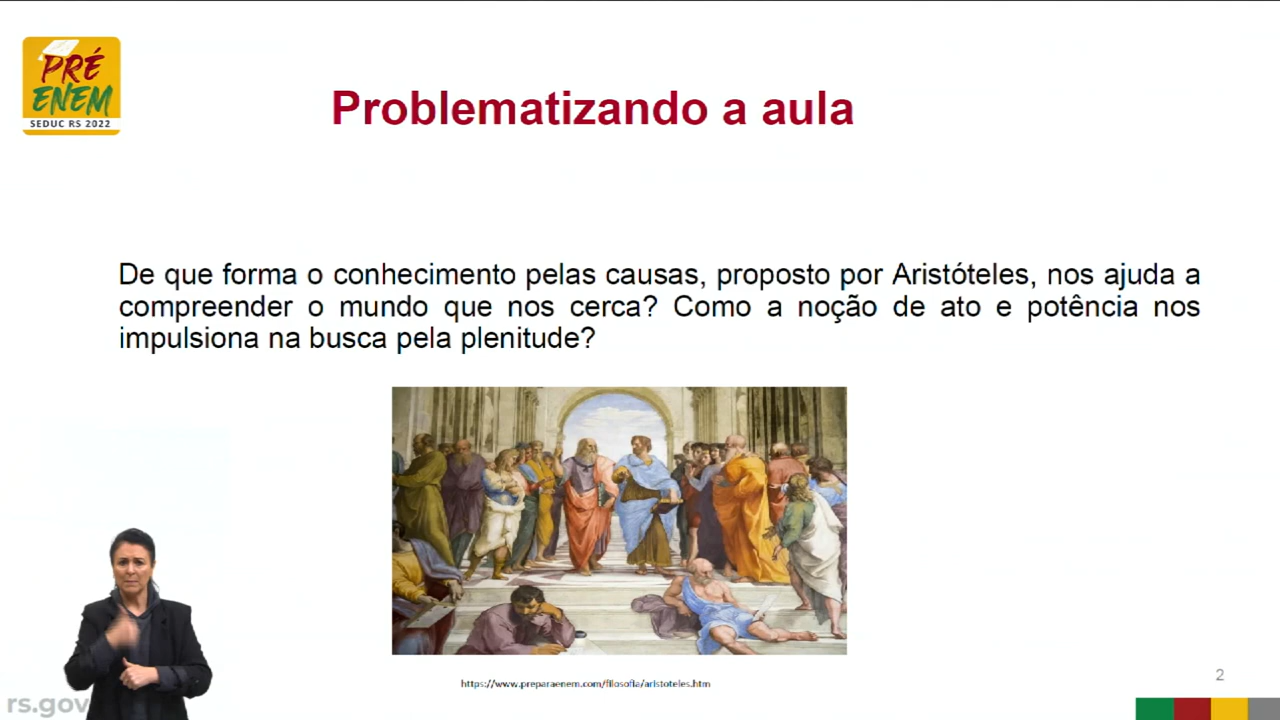 PRÉ
ENEM
SEDUC RS 2022
Problematizando a aula
De que forma o conhecimento pelas causas, proposto por Aristóteles, nos ajuda a
compreender o mundo que nos cerca? Como a noção de ato e potência nos
impulsiona na busca pela plenitude?
https://www.preparaenem.com/filosofia/aristoteles.htm
2
rs.gov